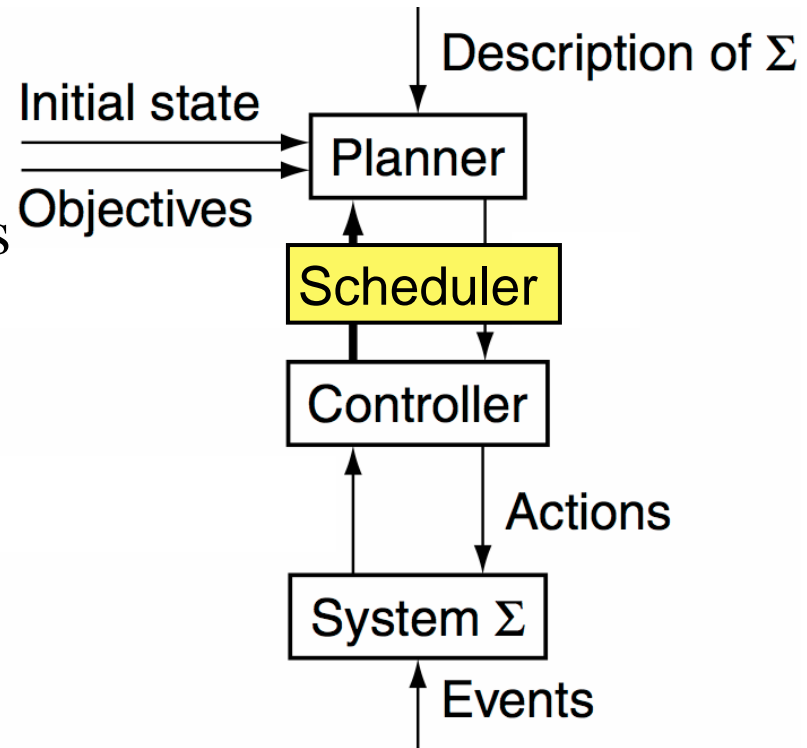 Description of Σ
Initial state
Planner
Objectives
s
Scheduler
Controller
Actions
System Σ
Events